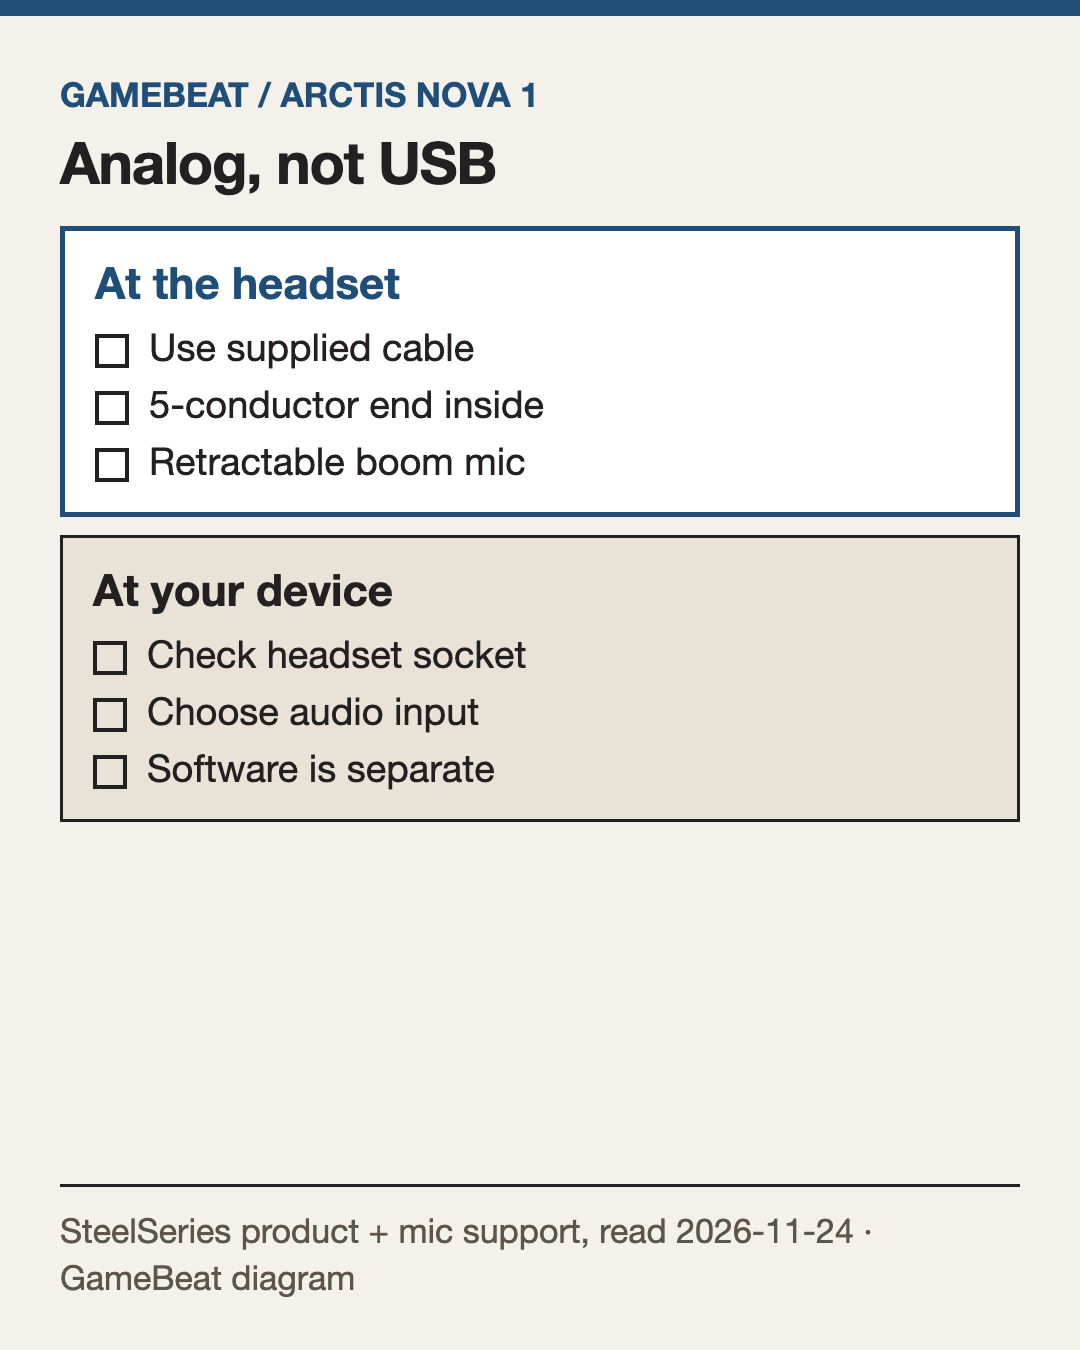 GAMEBEAT / ARCTIS NOVA 1
Analog, not USB
At the headset
Use supplied cable
5-conductor end inside
Retractable boom mic
At your device
Check headset socket
Choose audio input
Software is separate
SteelSeries product + mic support, read 2026-11-24 ·
GameBeat diagram